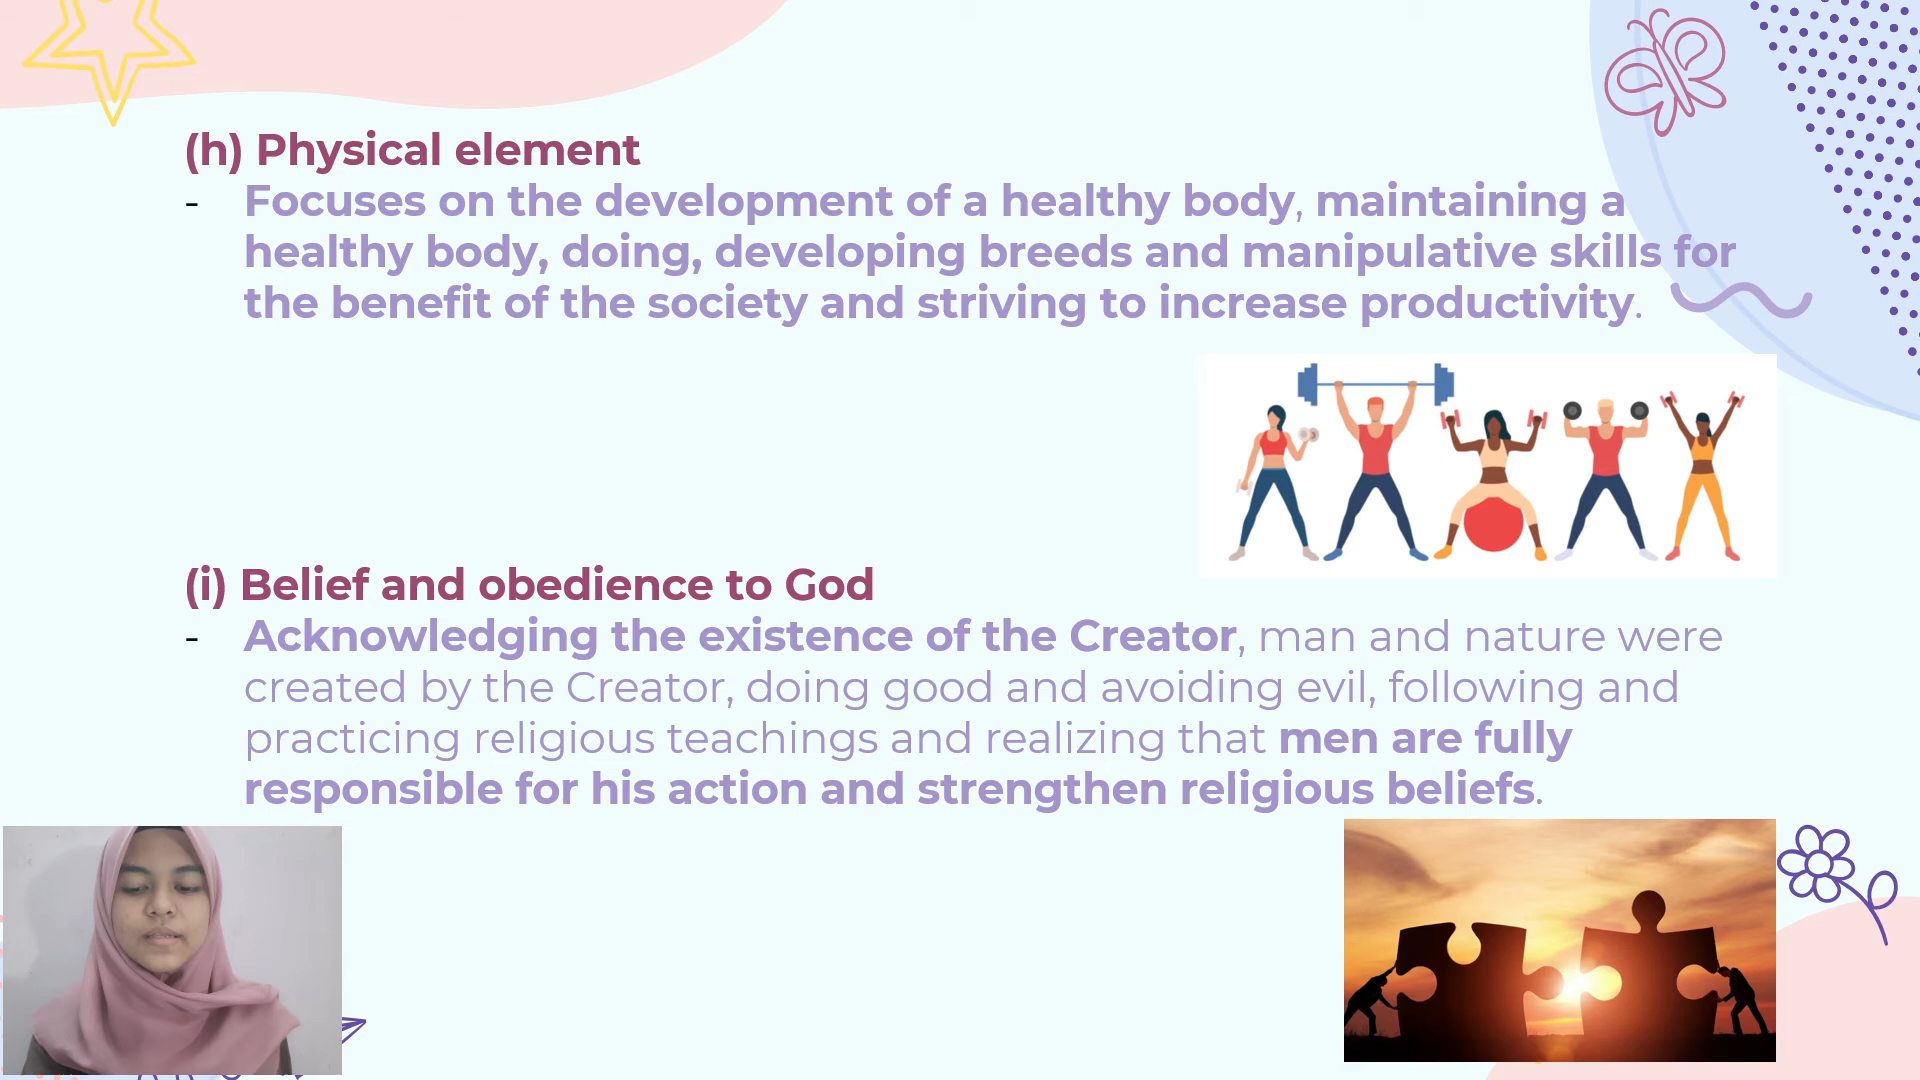 (h) Physical element
- Focuses on the development of a healthy body, maintaining a
healthy body, doing, developing breeds and manipulative skills for
the benefit of the society and striving to increase productivity.
(i) Belief and obedience to God
- Acknowledging the existence of the Creator, man and nature were
created by the Creator, doing good and avoiding evil, following and
practicing religious teachings and realizing that men are fully
responsible for his action and strengthen religious beliefs.